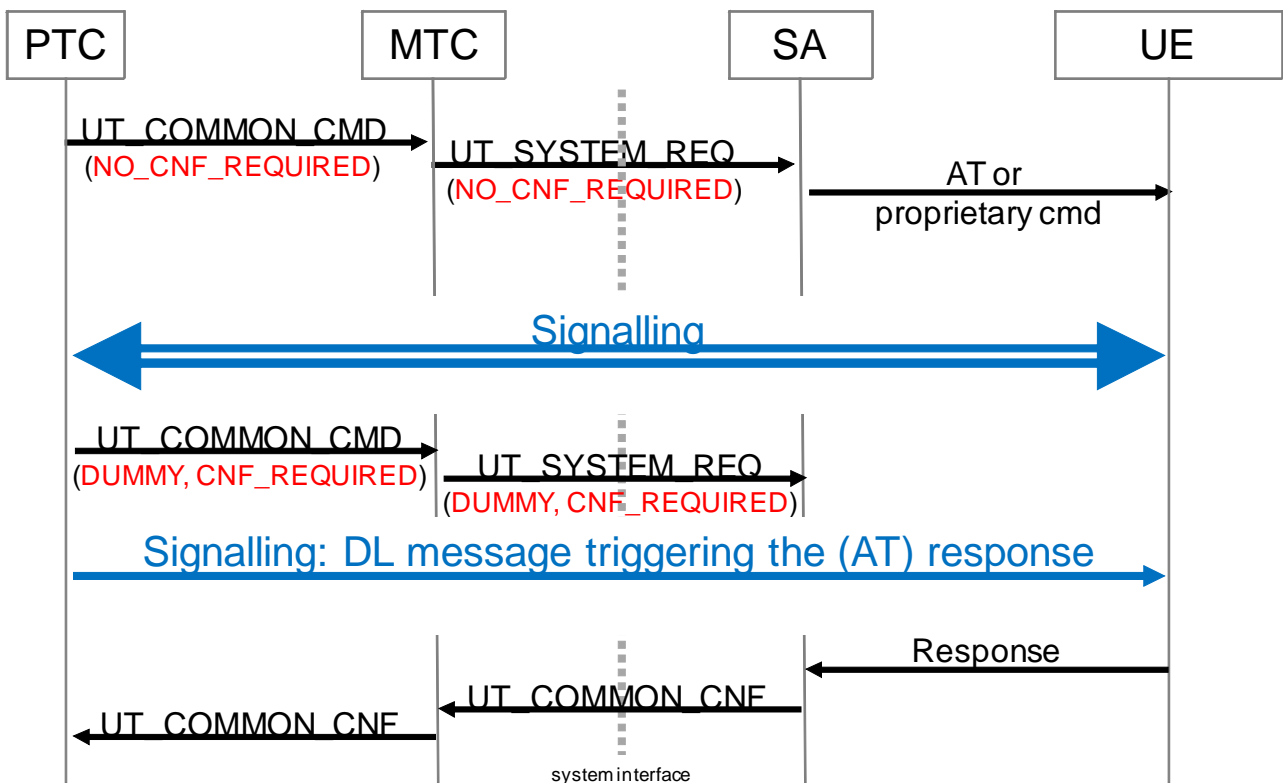 PTC MTC SA UE
UT_COMMON_CMD
(NO_CNF_REQUIRED)
UT_SYSTEM_REQ
(NO_CNF_REQUIRED)
AT or
proprietary cmd
Signalling
UT_COMMON_CMD
(DUMMY, CNF_REQUIRED)
UT_SYSTEM_REQ
(DUMMY, CNF_REQUIRED)
Signalling: DL message triggering the (AT) response
Response
UT_COMMON_CNF
UT_COMMON_CNF
system interface